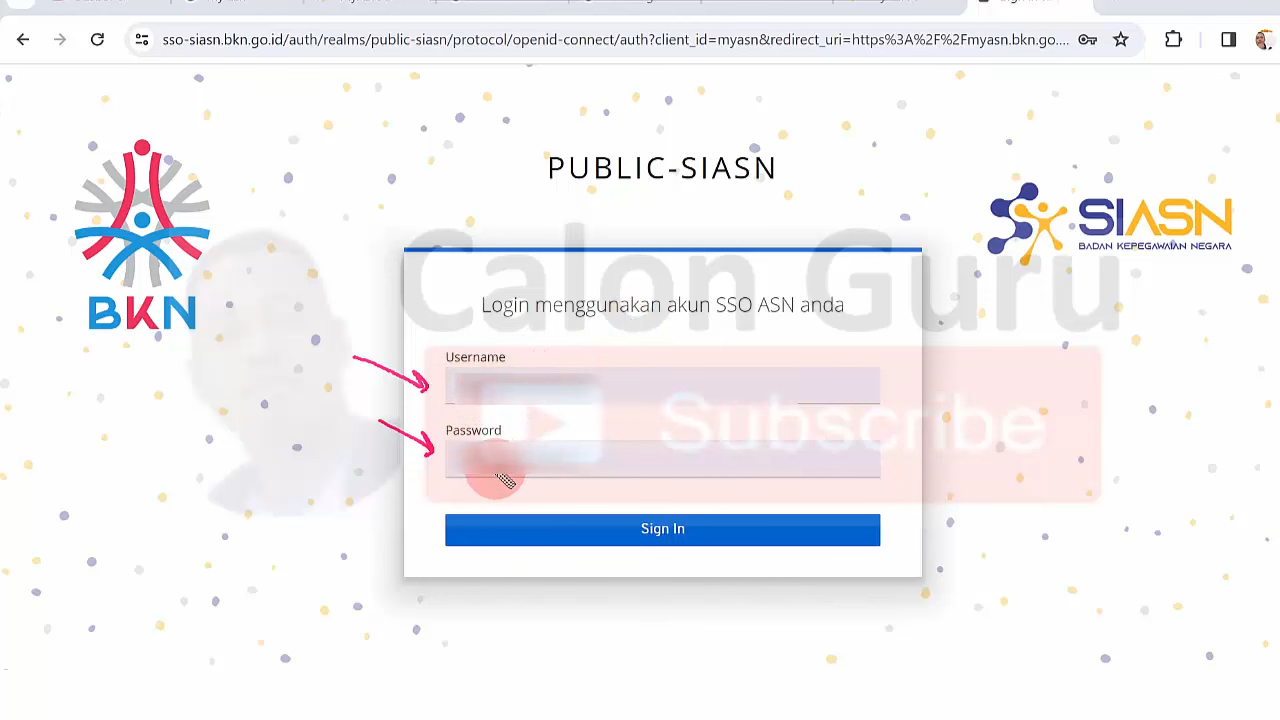 sso-siasn.bkn.go.id/auth/realms/public-siasn/protocol/openid-connect/auth?client_id=myasn&redirect_uri=https%3A%2F%2Fmyasn.bkn.go....
PUBLIC-SIASN
BKN
SIASN
BADAN KEPEGAWAIAN NEGARA
Calon Guru
Login menggunakan akun SSO ASN anda
Username
Subscribe
Password
Sign In